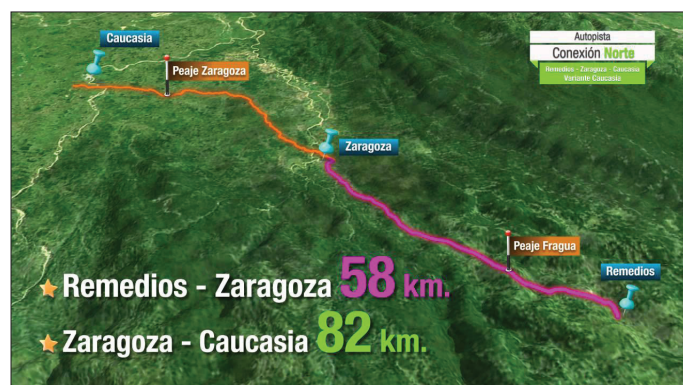 Caucasia
Peaje Zaragoza
Autopista
Conexión Norte
Remedios - Zaragoza - Caucasia
Variante Caucasia
Zaragoza
Peaje Fragua
Remedios
Remedios - Zaragoza 58 km.
Zaragoza - Caucasia 82 km.